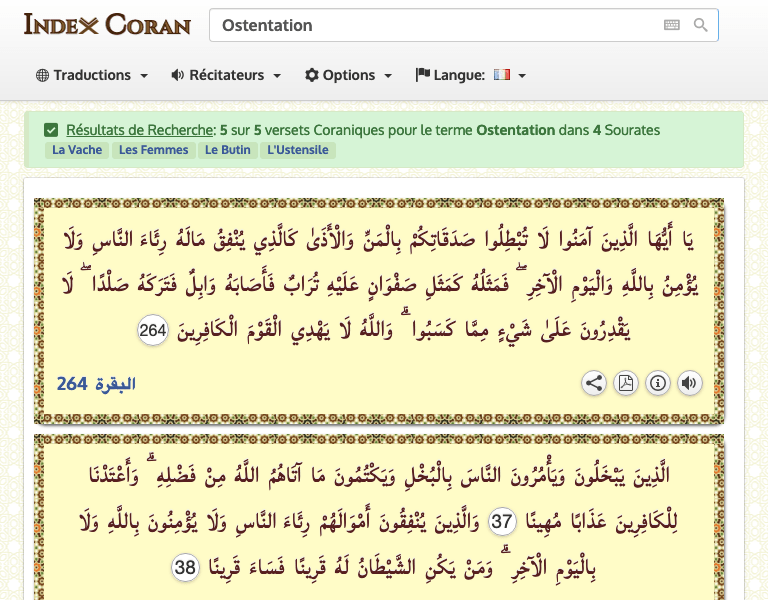 INDEX CORAN
Ostentation
Traductions
Récitateurs
Options
Langue:
Résultats de Recherche: 5 sur 5 versets Coraniques pour le terme Ostentation dans 4 Sourates
La Vache Les Femmes Le Butin L'Ustensile
يَا أَيُّهَا الَّذِينَ آمَنُوا لَا تُبْطِلُوا صَدَقَاتِكُمْ بِالْمَنِّ وَالْأَذَىٰ كَالَّذِي يُنْفِقُ مَالَهُ رِئَاءَ النَّاسِ وَلَا
يُؤْمِنُ بِاللَّهِ وَالْيَوْمِ الْآخِرِ ۖ فَمَثَلُهُ كَمَثَلِ صَفْوَانٍ عَلَيْهِ تُرَابٌ فَأَصَابَهُ وَابِلٌ فَتَرَكَهُ صَلْدًا ۖ لَا
يَقْدِرُونَ عَلَىٰ شَيْءٍ مِمَّا كَسَبُوا ۗ وَاللَّهُ لَا يَهْدِي الْقَوْمَ الْكَافِرِينَ 264
البقرة 264
الَّذِينَ يَبْخَلُونَ وَيَأْمُرُونَ النَّاسَ بِالْبُخْلِ وَيَكْتُمُونَ مَا آتَاهُمُ اللَّهُ مِنْ فَضْلِهِ ۗ وَأَعْتَدْنَا
لِلْكَافِرِينَ عَذَابًا مُهِينًا 37 وَالَّذِينَ يُنْفِقُونَ أَمْوَالَهُمْ رِئَاءَ النَّاسِ وَلَا يُؤْمِنُونَ بِاللَّهِ وَلَا
بِالْيَوْمِ الْآخِرِ ۗ وَمَنْ يَكُنِ الشَّيْطَانُ لَهُ قَرِينًا فَسَاءَ قَرِينًا 38